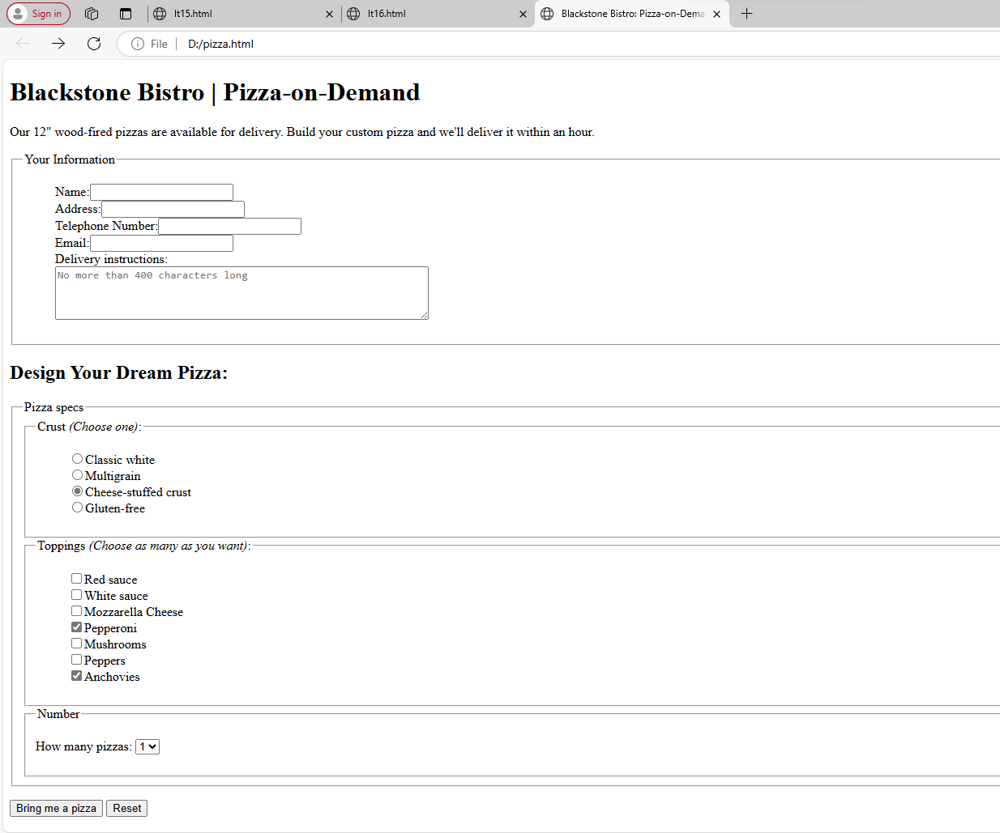 Sign in
lt15.html
lt16.html
Blackstone Bistro: Pizza-on-Dema
File
D:/pizza.html
Blackstone Bistro | Pizza-on-Demand
Our 12" wood-fired pizzas are available for delivery. Build your custom pizza and we'll deliver it within an hour.
Your Information
Name:
Address:
Telephone Number:
Email:
Delivery instructions:
No more than 400 characters long
Design Your Dream Pizza:
Pizza specs
Crust (Choose one):
Classic white
Multigrain
Cheese-stuffed crust
Gluten-free
Toppings (Choose as many as you want):
Red sauce
White sauce
Mozzarella Cheese
Pepperoni
Mushrooms
Peppers
Anchovies
Number
How many pizzas: 1
Bring me a pizza Reset